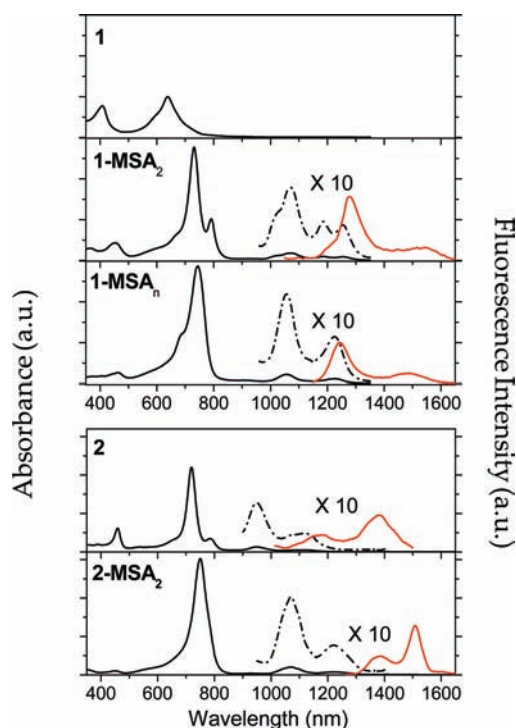 1
1-MSA2
X 10
1-MSAn
X 10
400 600 800 1000 1200 1400 1600
2
X 10
2-MSA2
X 10
400 600 800 1000 1200 1400 1600
Wavelength (nm)
Absorbance (a.u.)
Fluorescence Intensity (a.u.)